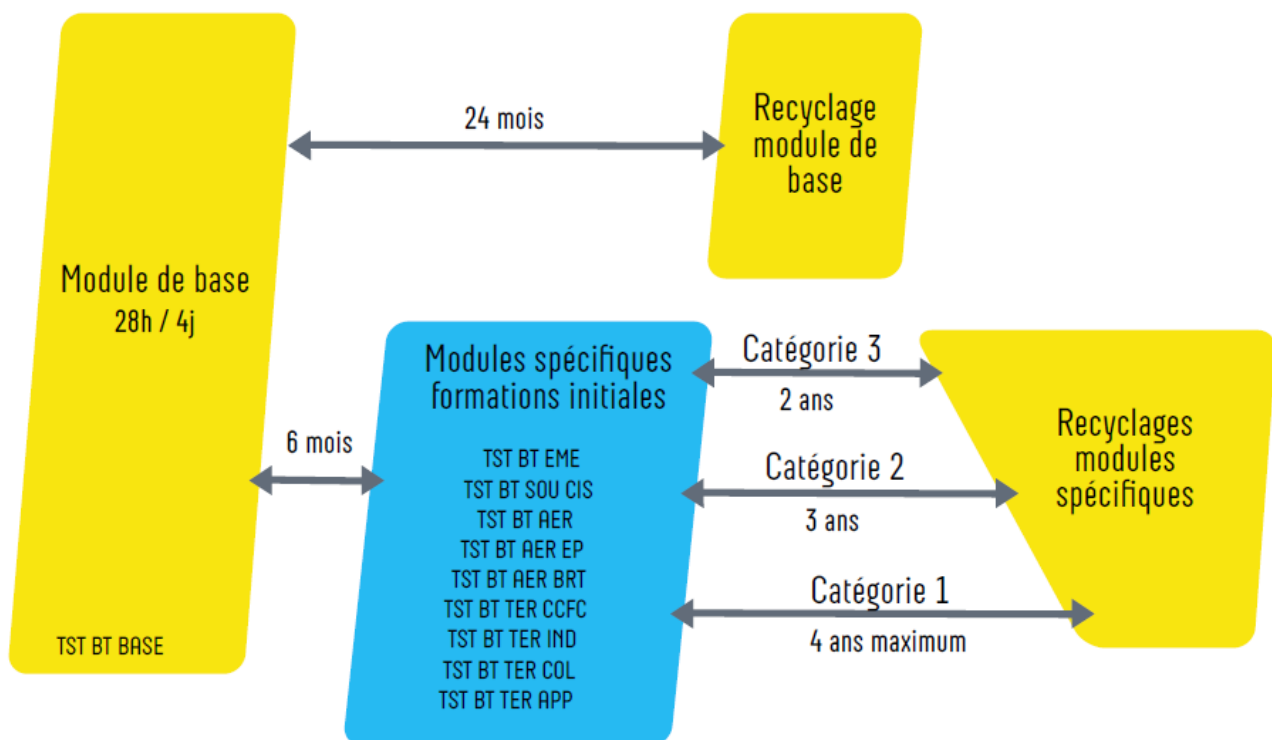 Module de base
28h / 4j
TST BT BASE
24 mois
Recyclage
module de
base
6 mois
Modules spécifiques
formations initiales
TST BT EME
TST BT SOU CIS
TST BT AER
TST BT AER EP
TST BT AER BRT
TST BT TER CCFC
TST BT TER IND
TST BT TER COL
TST BT TER APP
Catégorie 3
2 ans
Catégorie 2
3 ans
Catégorie 1
4 ans maximum
Recyclages
modules
spécifiques